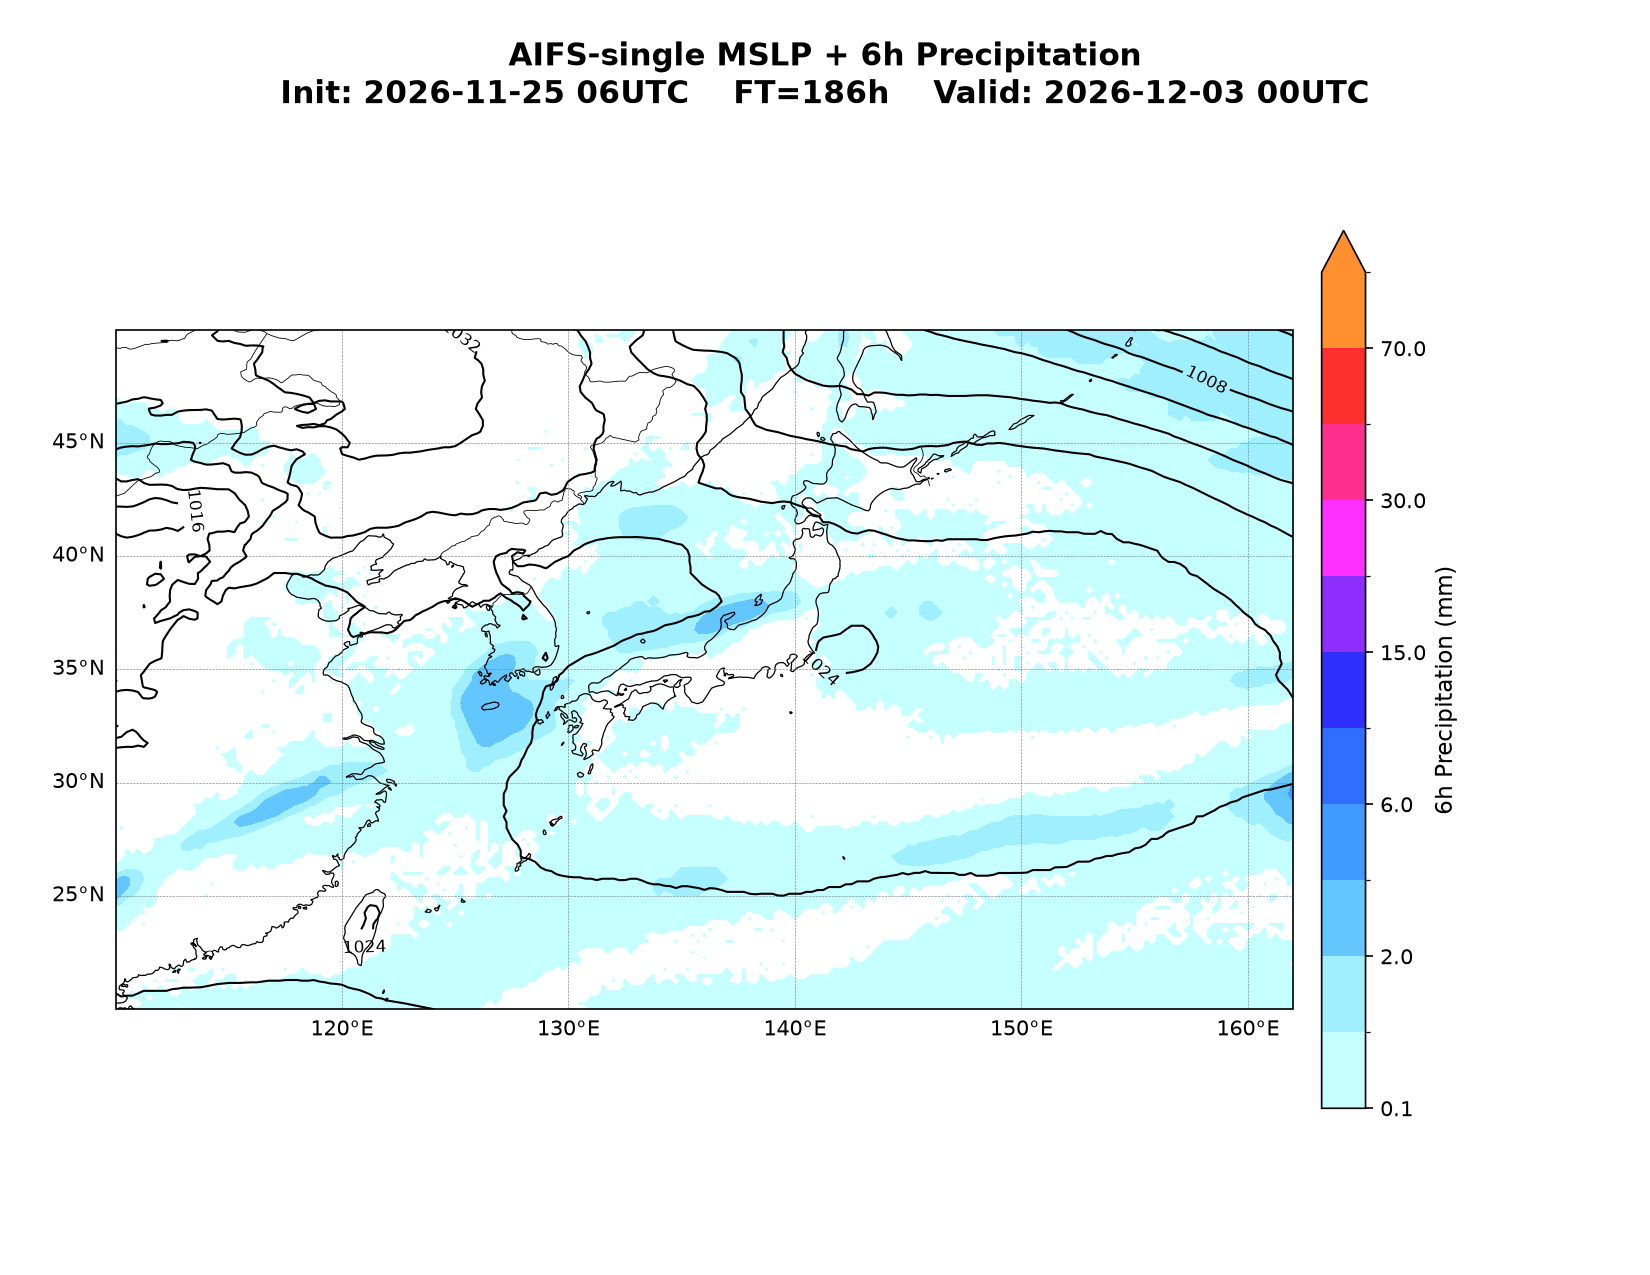 AIFS-single MSLP + 6h Precipitation
Init: 2026-11-25 06UTC    FT=186h    Valid: 2026-12-03 00UTC
032
1008
1016
1024
1024
45°N
40°N
35°N
30°N
25°N
120°E
130°E
140°E
150°E
160°E
70.0
30.0
15.0
6.0
2.0
0.1
6h Precipitation (mm)